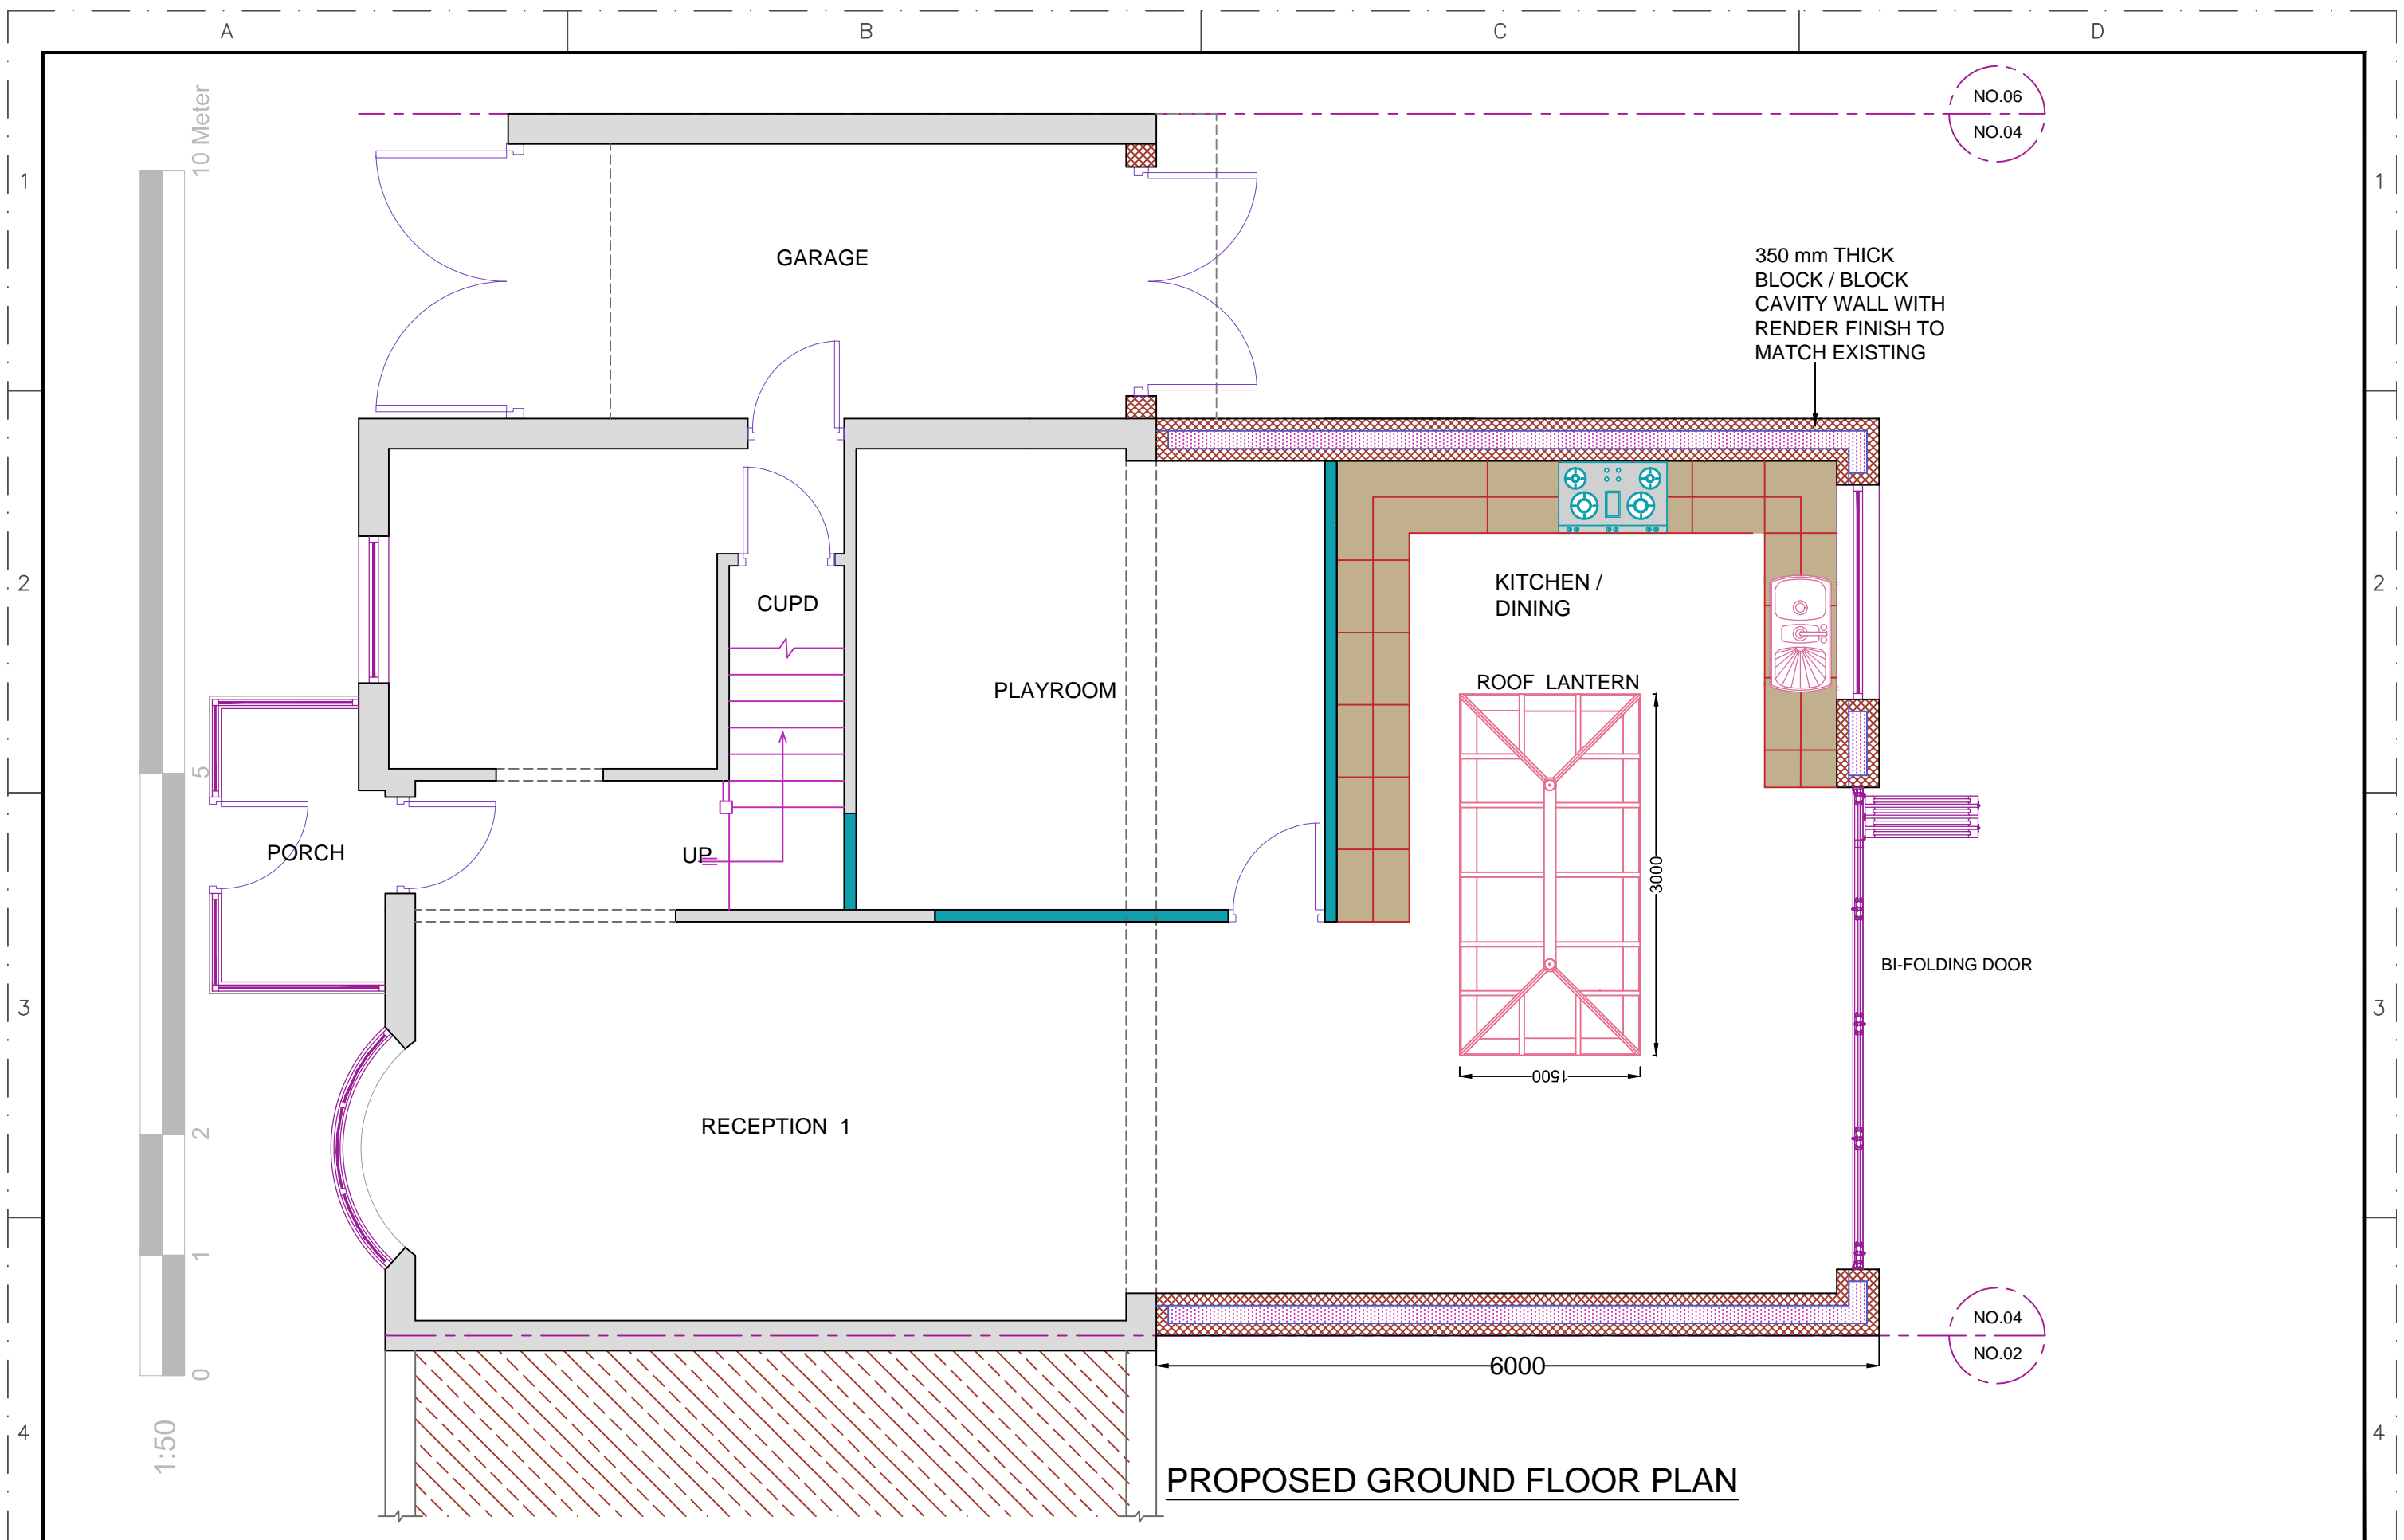 A
B
C
D
10 Meter
NO.06
NO.04
1
1
GARAGE
350 mm THICK
BLOCK / BLOCK
CAVITY WALL WITH
RENDER FINISH TO
MATCH EXISTING
2
2
KITCHEN /
DINING
CUPD
ROOF LANTERN
PLAYROOM
5
PORCH
UP
3000
BI-FOLDING DOOR
3
3
1500
RECEPTION 1
2
1
NO.04
NO.02
0
6000
4
4
1:50
PROPOSED GROUND FLOOR PLAN